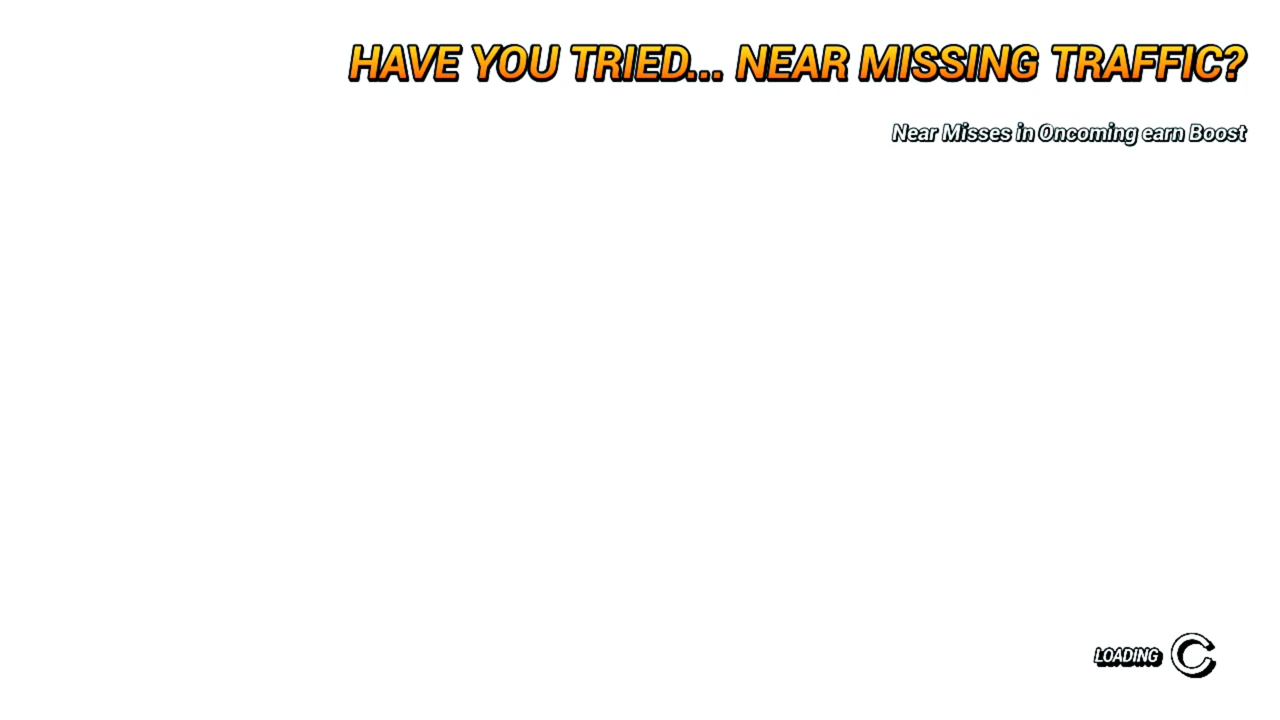 HAVE YOU TRIED... NEAR MISSING TRAFFIC?
Near Misses in Oncoming earn Boost
LOADING